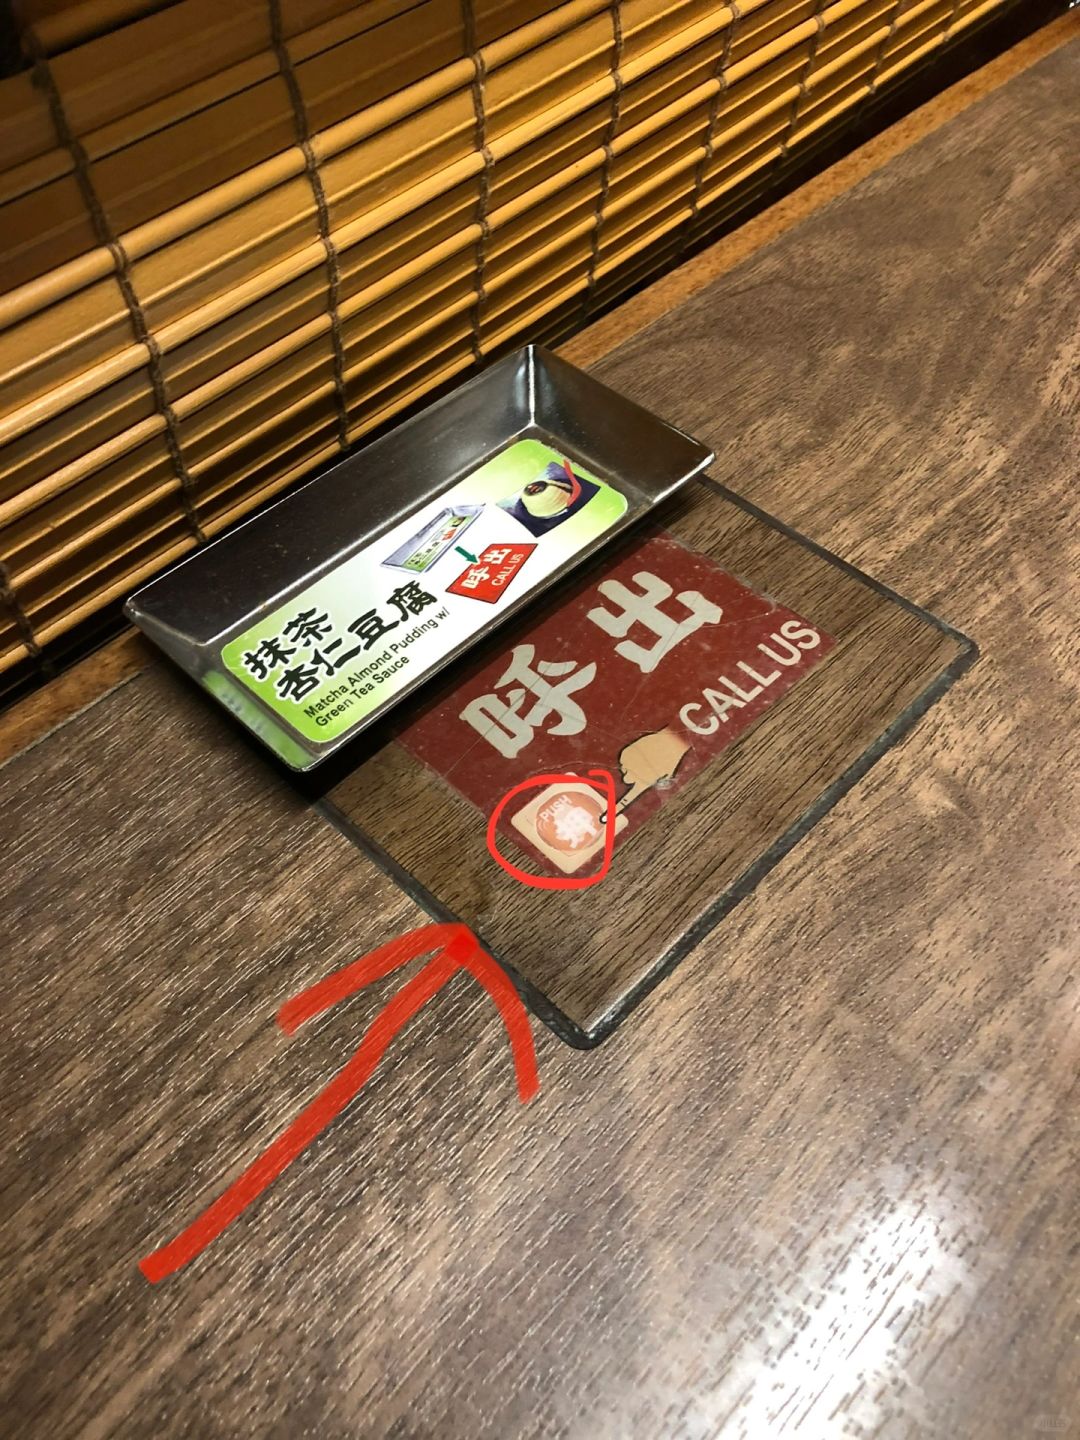 抹茶
杏仁豆腐
Matcha Almond Pudding w/
Green Tea Sauce
呼出
CALL US
呼出
CALL US
PUSH
押